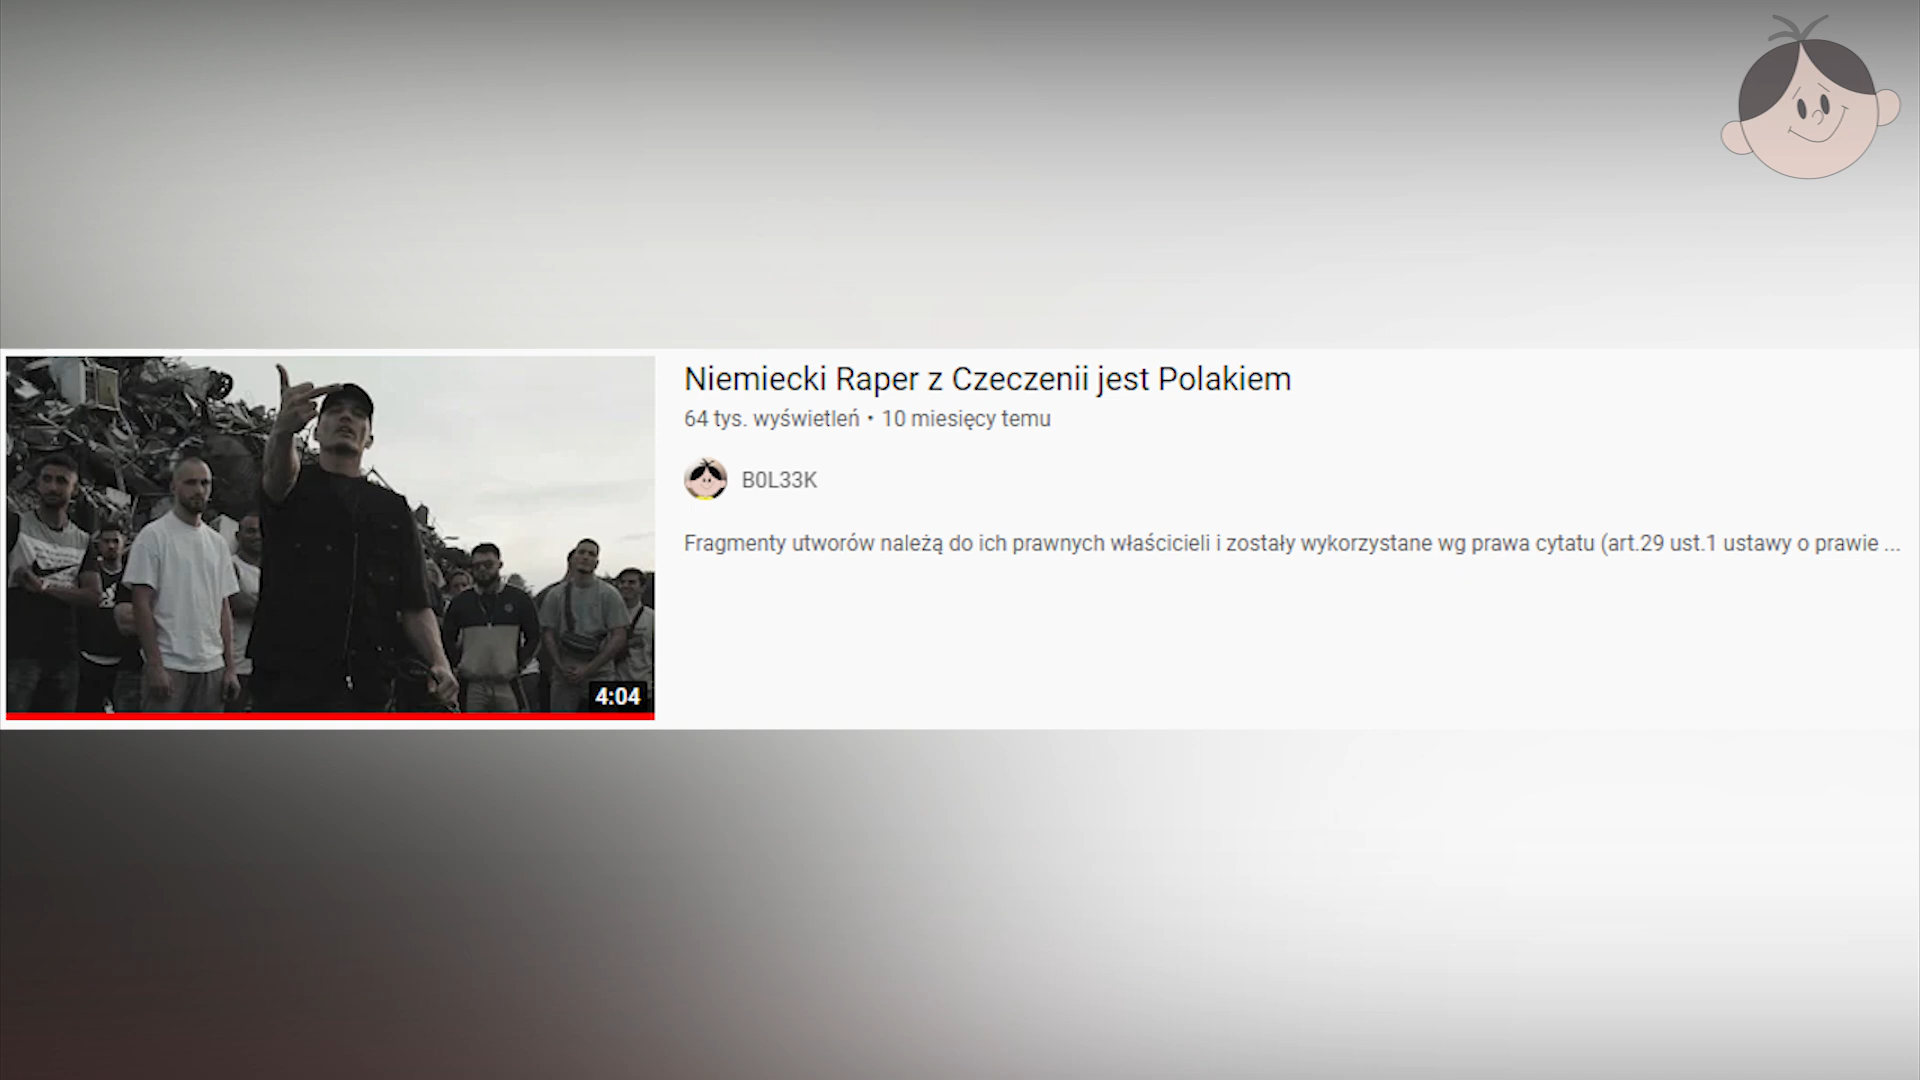 Niemiecki Raper z Czeczenii jest Polakiem
64 tys. wyświetleń • 10 miesięcy temu
B0L33K
Fragmenty utworów należą do ich prawnych właścicieli i zostały wykorzystane wg prawa cytatu (art.29 ust.1 ustawy o prawie ...
4:04